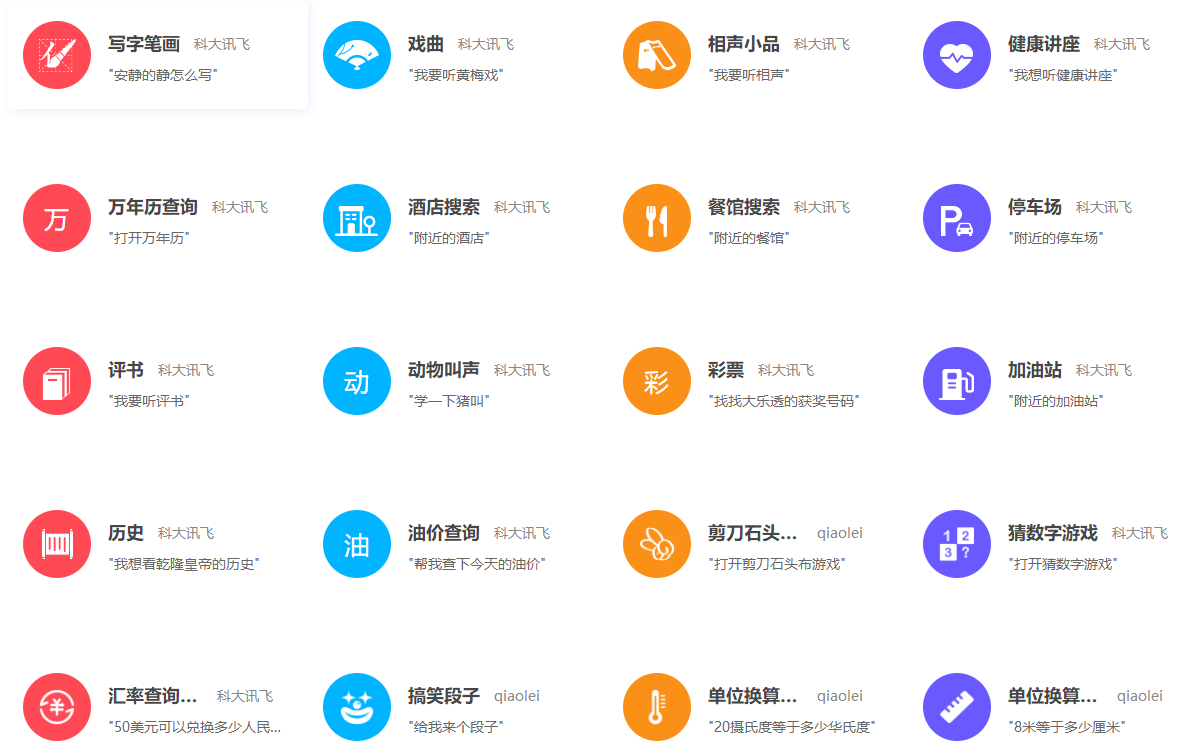 写字笔画 科大讯飞
"安静的静怎么写"
戏曲 科大讯飞
"我要听黄梅戏"
相声小品 科大讯飞
"我要听相声"
健康讲座 科大讯飞
"我想听健康讲座"
万
万年历查询 科大讯飞
"打开万年历"
酒店搜索 科大讯飞
"附近的酒店"
餐馆搜索 科大讯飞
"附近的餐馆"
P
停车场 科大讯飞
"附近的停车场"
评书 科大讯飞
"我要听评书"
动
动物叫声 科大讯飞
"学一下猪叫"
彩
彩票 科大讯飞
"找找大乐透的获奖号码"
加油站 科大讯飞
"附近的加油站"
历史 科大讯飞
"我想看乾隆皇帝的历史"
油
油价查询 科大讯飞
"帮我查下今天的油价"
剪刀石头... qiaolei
"打开剪刀石头布游戏"
1 2
3 ?
猜数字游戏 科大讯飞
"打开猜数字游戏"
¥
汇率查询... 科大讯飞
"50美元可以兑换多少人民...
搞笑段子 qiaolei
"给我来个段子"
单位换算... qiaolei
"20摄氏度等于多少华氏度"
单位换算... qiaolei
"8米等于多少厘米"